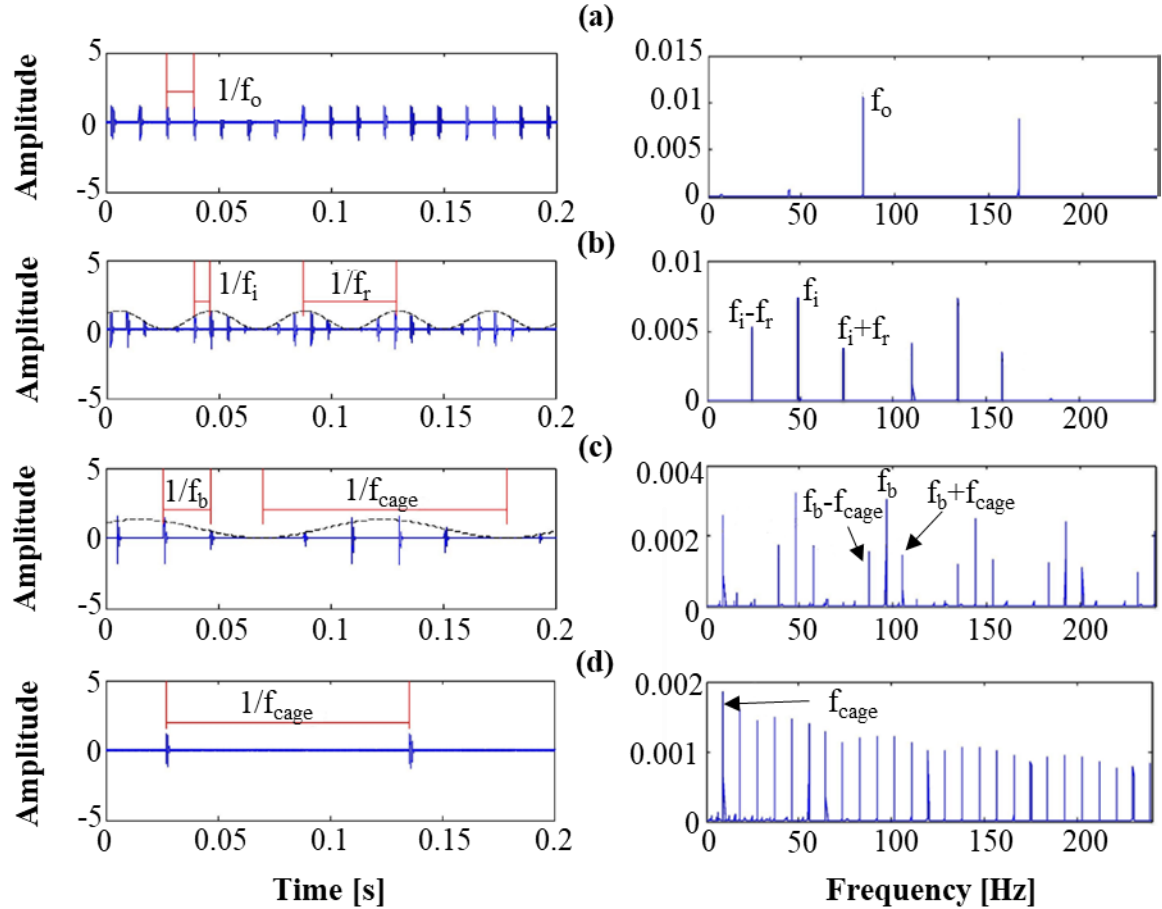 (a)
Amplitude
5
0
-5
1/fo
0 0.05 0.1 0.15 0.2
0.015
0.01
0.005
0
fo
0 50 100 150 200
(b)
Amplitude
5
0
-5
1/fi
1/fr
0 0.05 0.1 0.15 0.2
0.01
0.005
0
fi-fr
fi
fi+fr
0 50 100 150 200
(c)
Amplitude
5
0
-5
1/fb
1/fcage
0 0.05 0.1 0.15 0.2
0.004
0.002
0
fb-fcage
fb
fb+fcage
0 50 100 150 200
(d)
Amplitude
5
0
-5
1/fcage
0 0.05 0.1 0.15 0.2
0.002
0.001
0
fcage
0 50 100 150 200
Time [s]
Frequency [Hz]